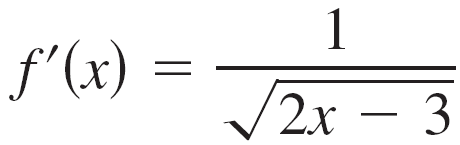 f′(x) = 1/√(2x − 3)